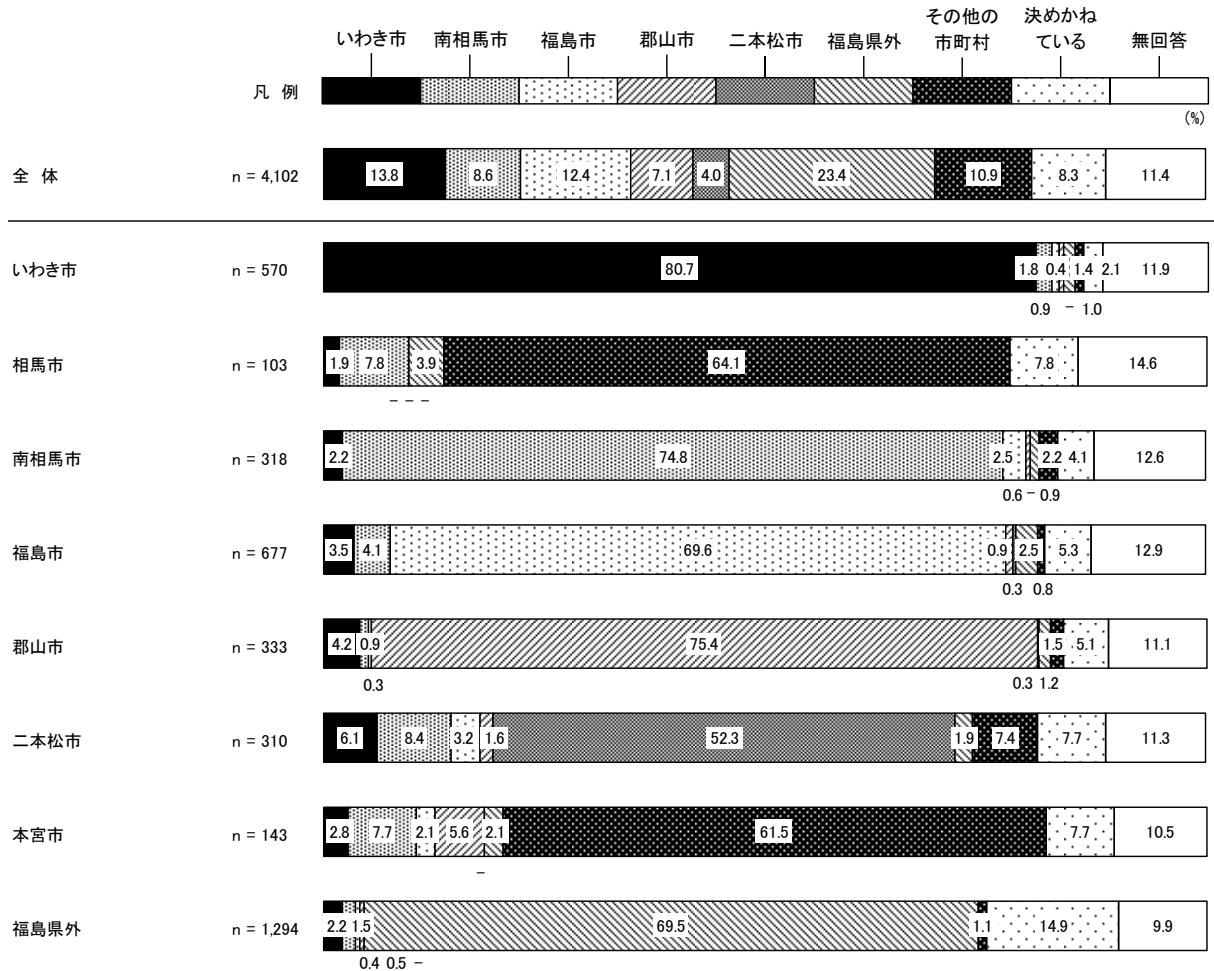 いわき市 南相馬市 福島市 郡山市 二本松市 福島県外 その他の市町村 決めかねている 無回答
凡 例
(%)
全 体 n = 4,102 13.8 8.6 12.4 7.1 4.0 23.4 10.9 8.3 11.4
いわき市 n = 570 80.7 1.8 0.4 1.4 2.1 11.9
0.9 － 1.0
相馬市 n = 103 1.9 7.8 3.9 64.1 7.8 14.6
－ － －
南相馬市 n = 318 2.2 74.8 2.5 2.2 4.1 12.6
0.6 － 0.9
福島市 n = 677 3.5 4.1 69.6 0.9 2.5 5.3 12.9
0.3 0.8
郡山市 n = 333 4.2 0.9 75.4 1.5 5.1 11.1
0.3 0.3 1.2
二本松市 n = 310 6.1 8.4 3.2 1.6 52.3 1.9 7.4 7.7 11.3
本宮市 n = 143 2.8 7.7 2.1 5.6 2.1 61.5 7.7 10.5
－
福島県外 n = 1,294 2.2 1.5 69.5 1.1 14.9 9.9
0.4 0.5 －